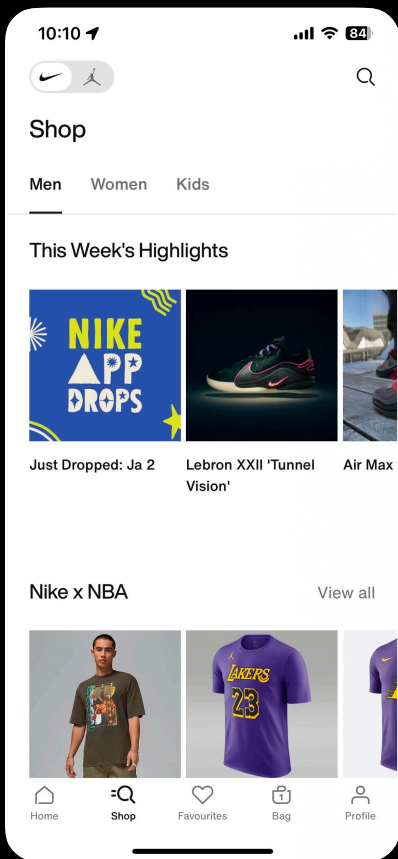 10:10
84
Shop
Men Women Kids
This Week's Highlights
NIKE
APP
DROPS
Just Dropped: Ja 2
Lebron XXII 'Tunnel
Vision'
Air Max
Nike x NBA
View all
LAKERS
23
Home
Shop
Favourites
1
Bag
Profile